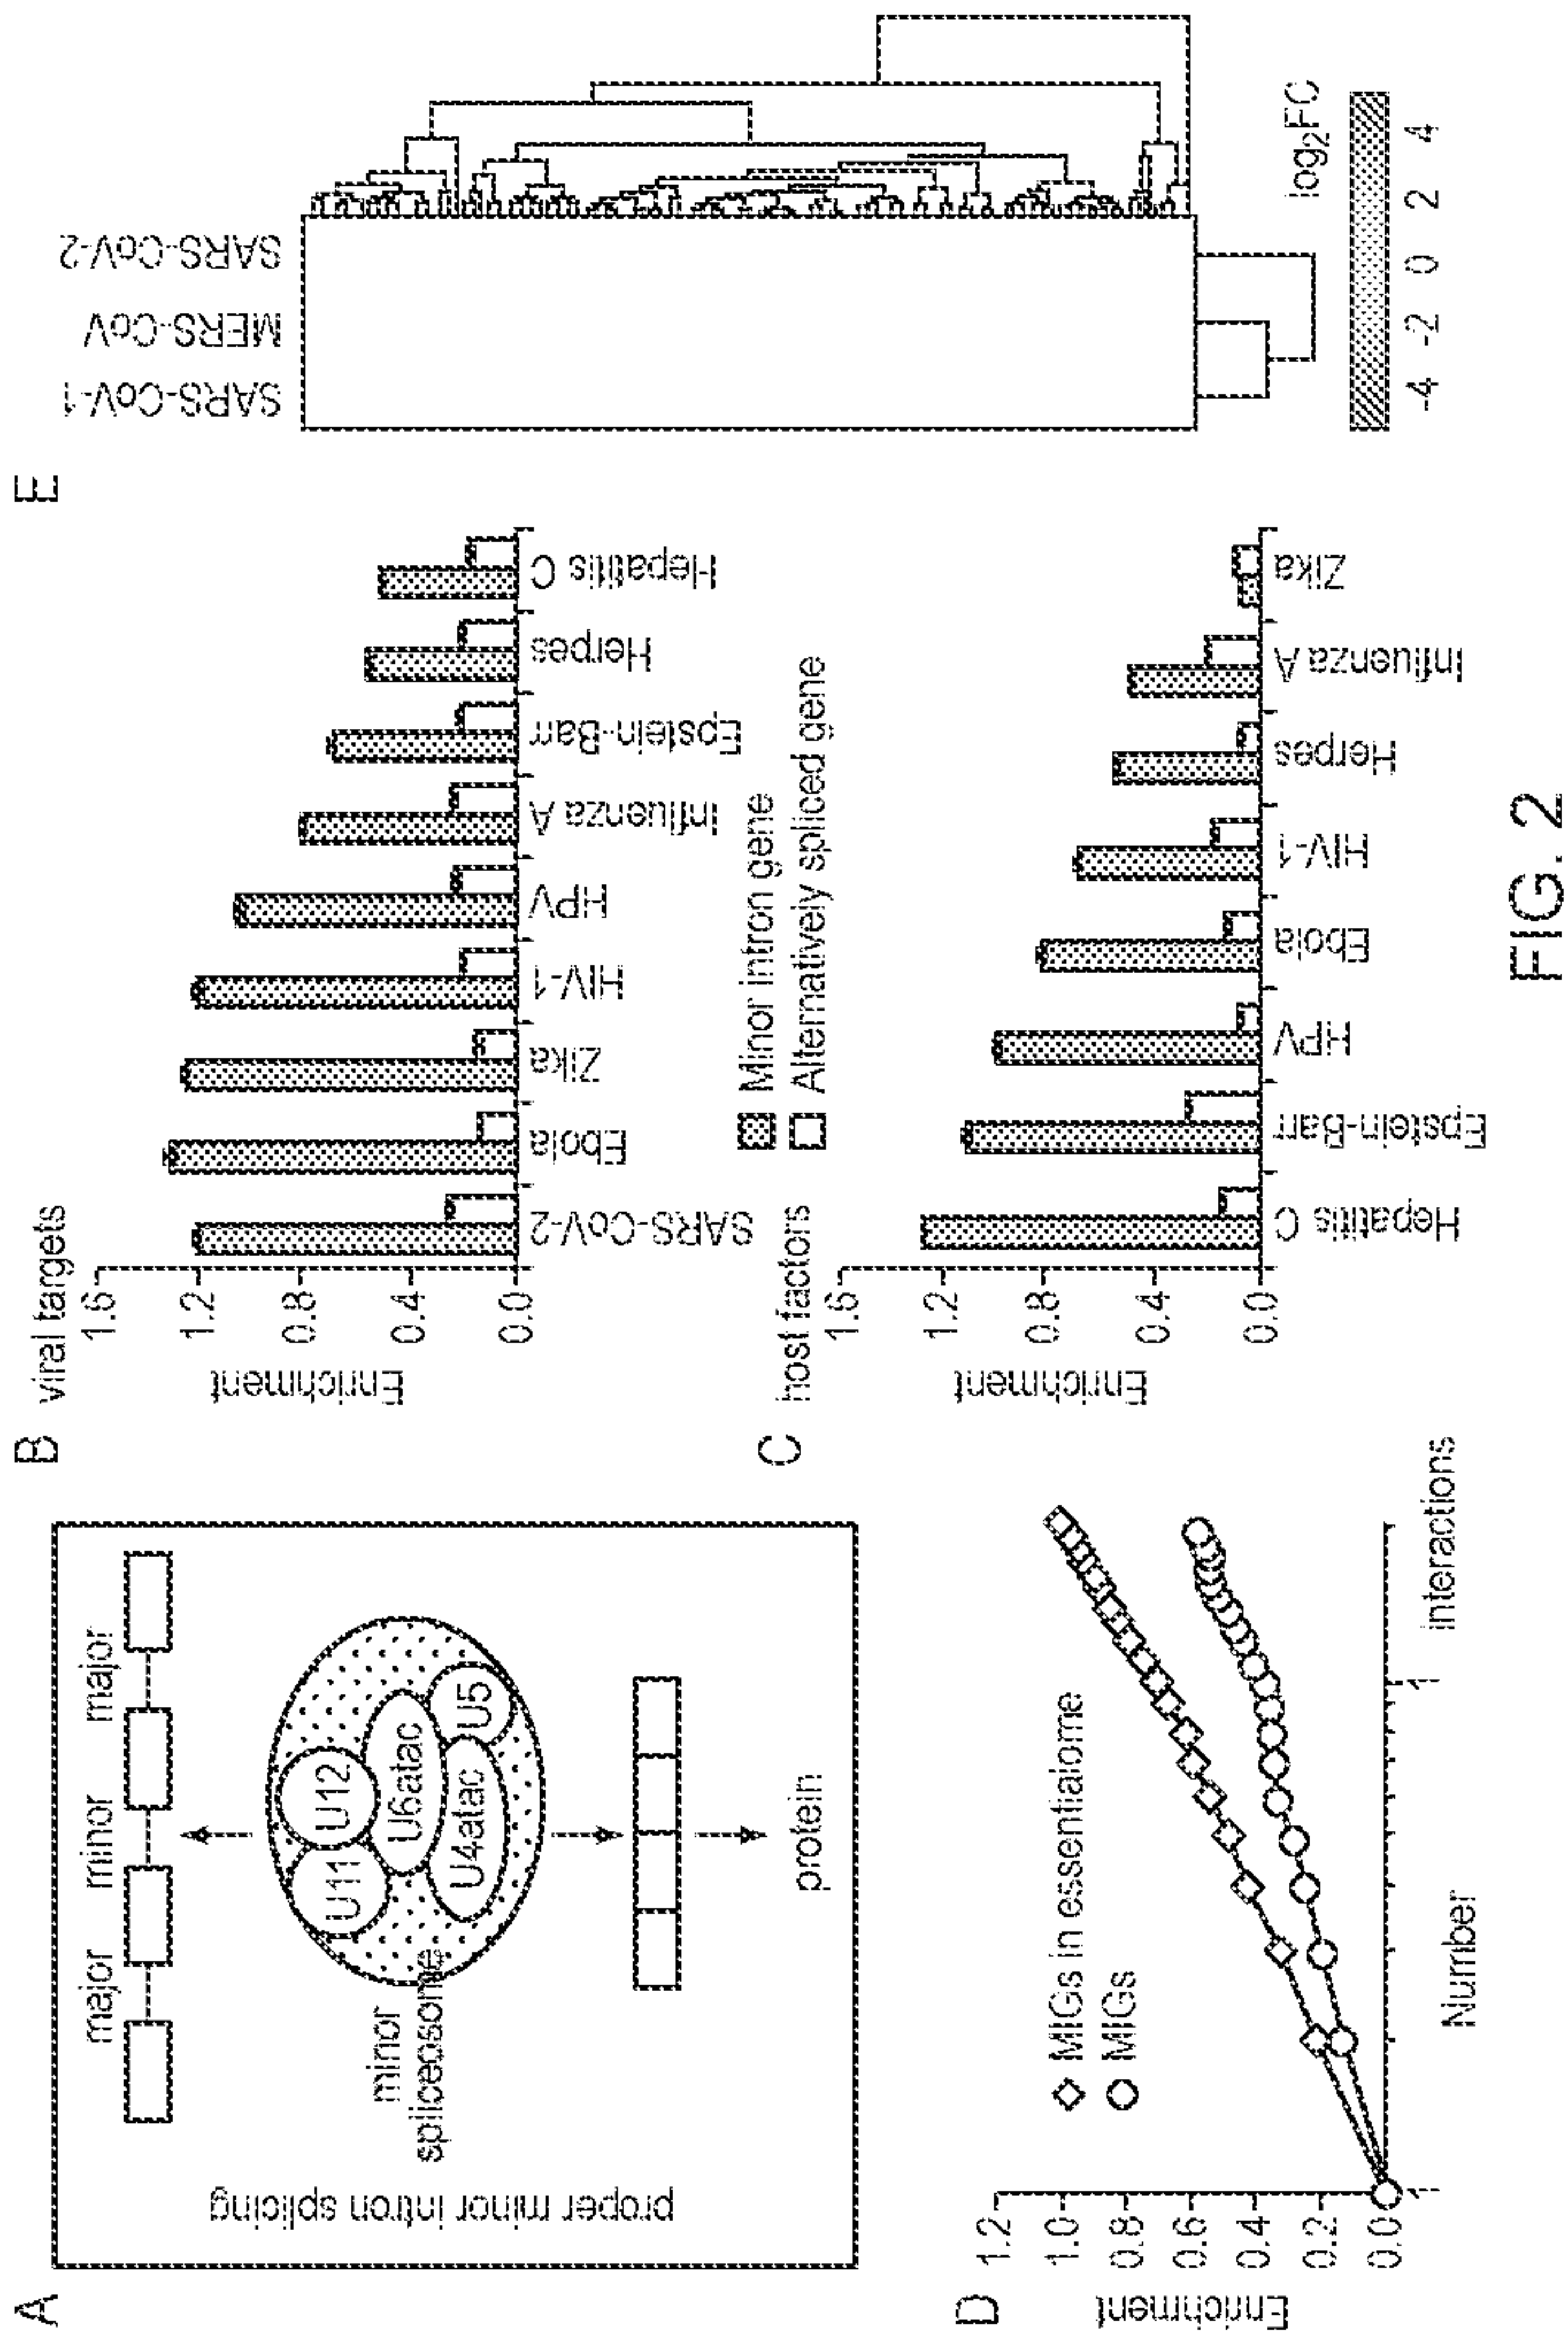 A
proper minor intron splicing
major minor major
minor
spliceosome
U11
U12
U6atac
U4atac
U5
protein
B
viral targets
Enrichment
1.6
1.2
0.8
0.4
0.0
SARS-CoV-2
Ebola
Zika
HIV-1
HPV
Influenza A
Epstein-Barr
Herpes
Hepatitis C
Minor intron gene
Alternatively spliced gene
C
host factors
Enrichment
1.6
1.2
0.8
0.4
0.0
Hepatitis C
Epstein-Barr
HPV
Ebola
HIV-1
Herpes
Influenza A
Zika
D
Enrichment
1.2
1.0
0.8
0.6
0.4
0.2
0.0
MIGs in essentialome
MIGs
1
1
Number interactions
E
SARS-CoV-1
MERS-CoV
SARS-CoV-2
log2FC
-4 -2 0 2 4
FIG. 2